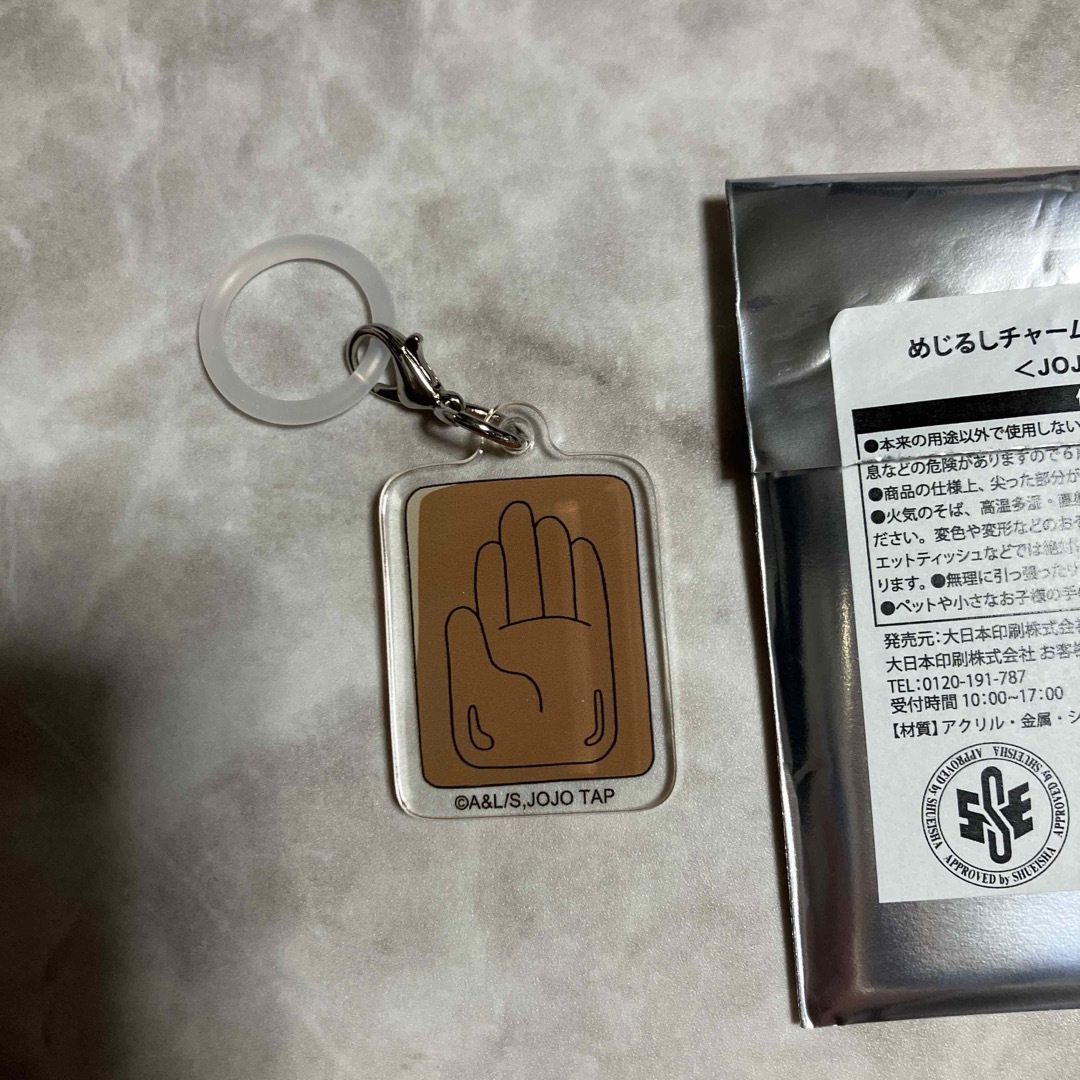 ©A&L/S,JOJO TAP
めじるしチャーム
<JOJ
●本来の用途以外で使用しない
息などの危険がありますので6
●商品の仕様上、尖った部分が
●火気のそば、高温多湿・直
ださい。変色や変形などのお
エットティッシュなどでは絶対
ります。●無理に引っ張ったり
●ペットや小さなお子様の手
発売元:大日本印刷株式会
大日本印刷株式会社 お客
TEL:0120-191-787
受付時間 10:00~17:00
【材質】アクリル・金属・シ
APPROVED by SHUEISHA
APPROVED by SHUEISHA
APPROVED by SHUEISHA